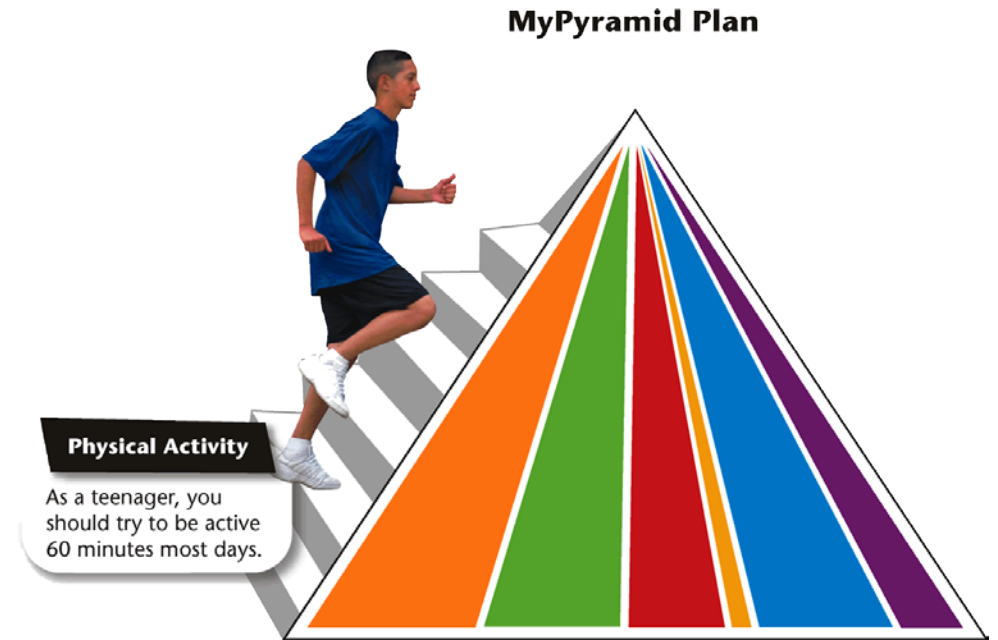 MyPyramid Plan
Physical Activity
As a teenager, you
should try to be active
60 minutes most days.